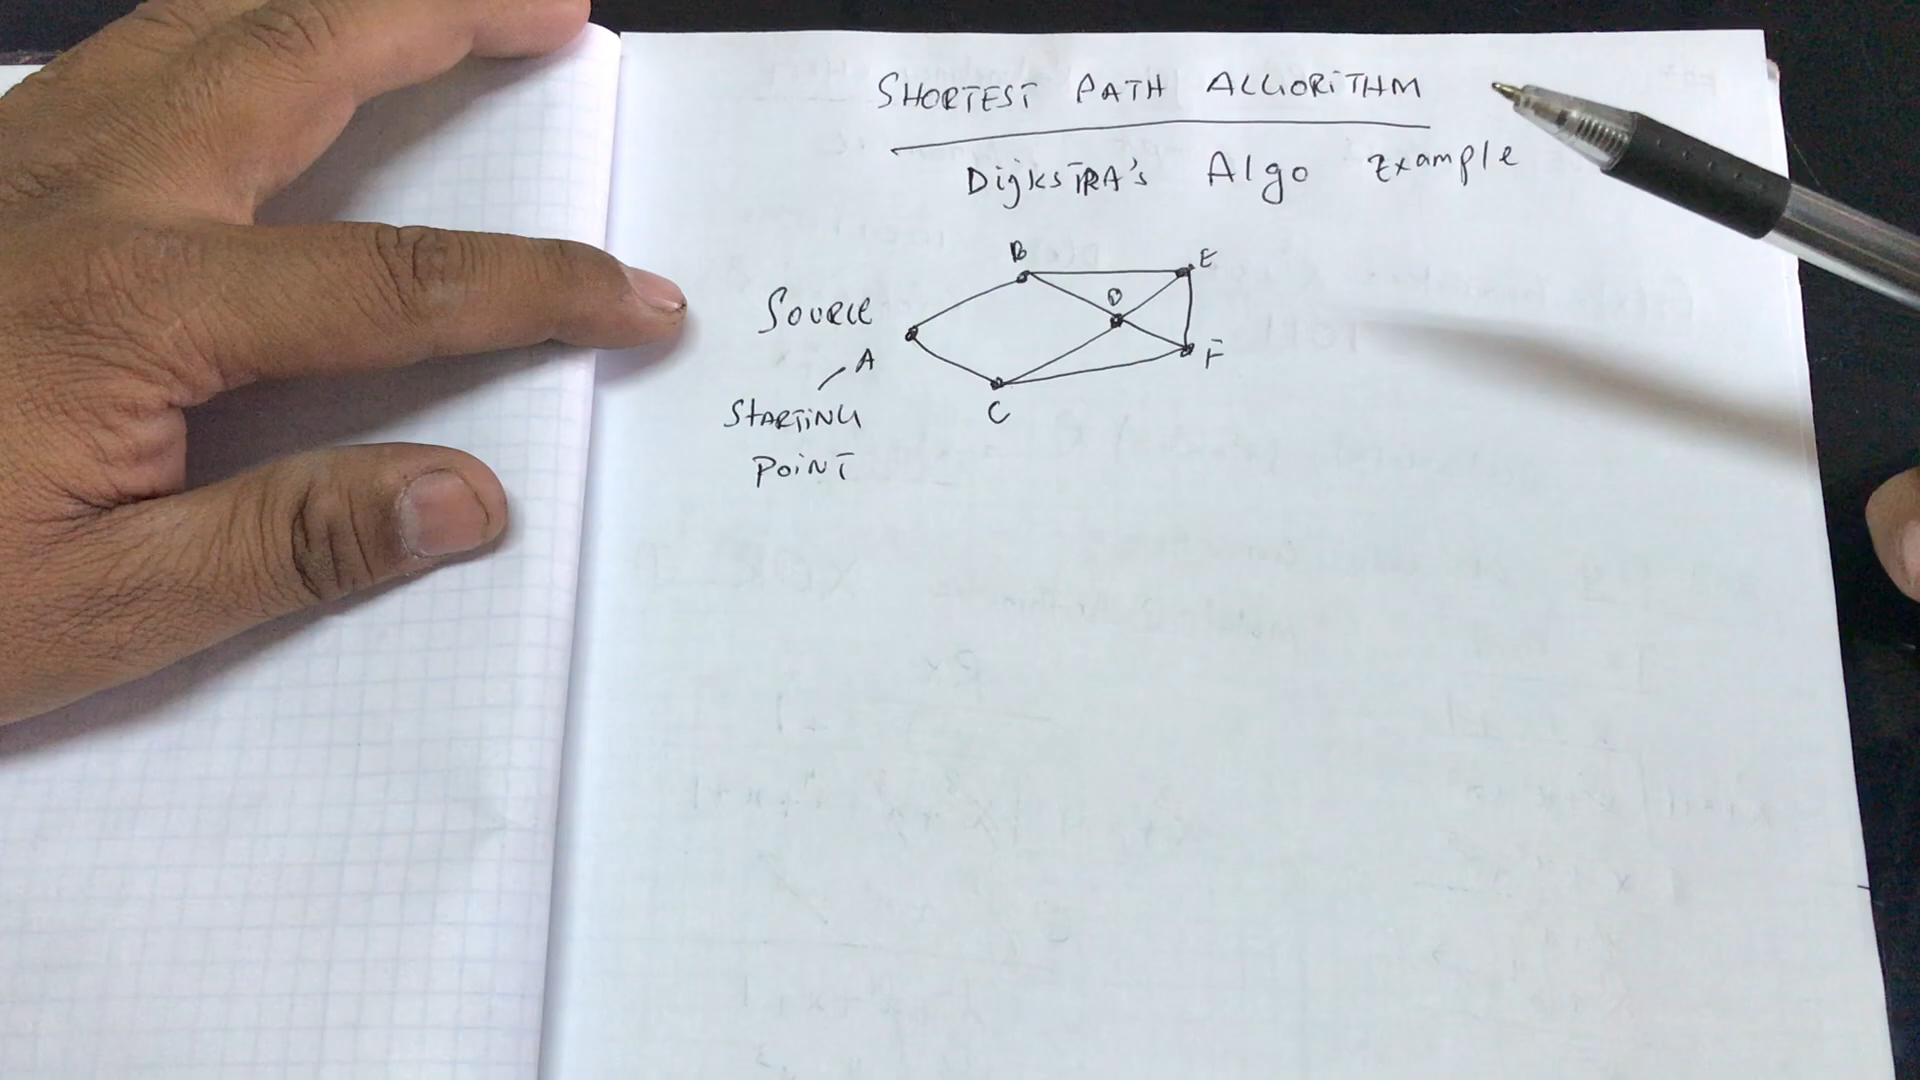 SHORTEST PATH ALGORITHM
DijkSTRA's Algo Example
B
E
D
SOURCE
A
F
C
STARTING
POINT